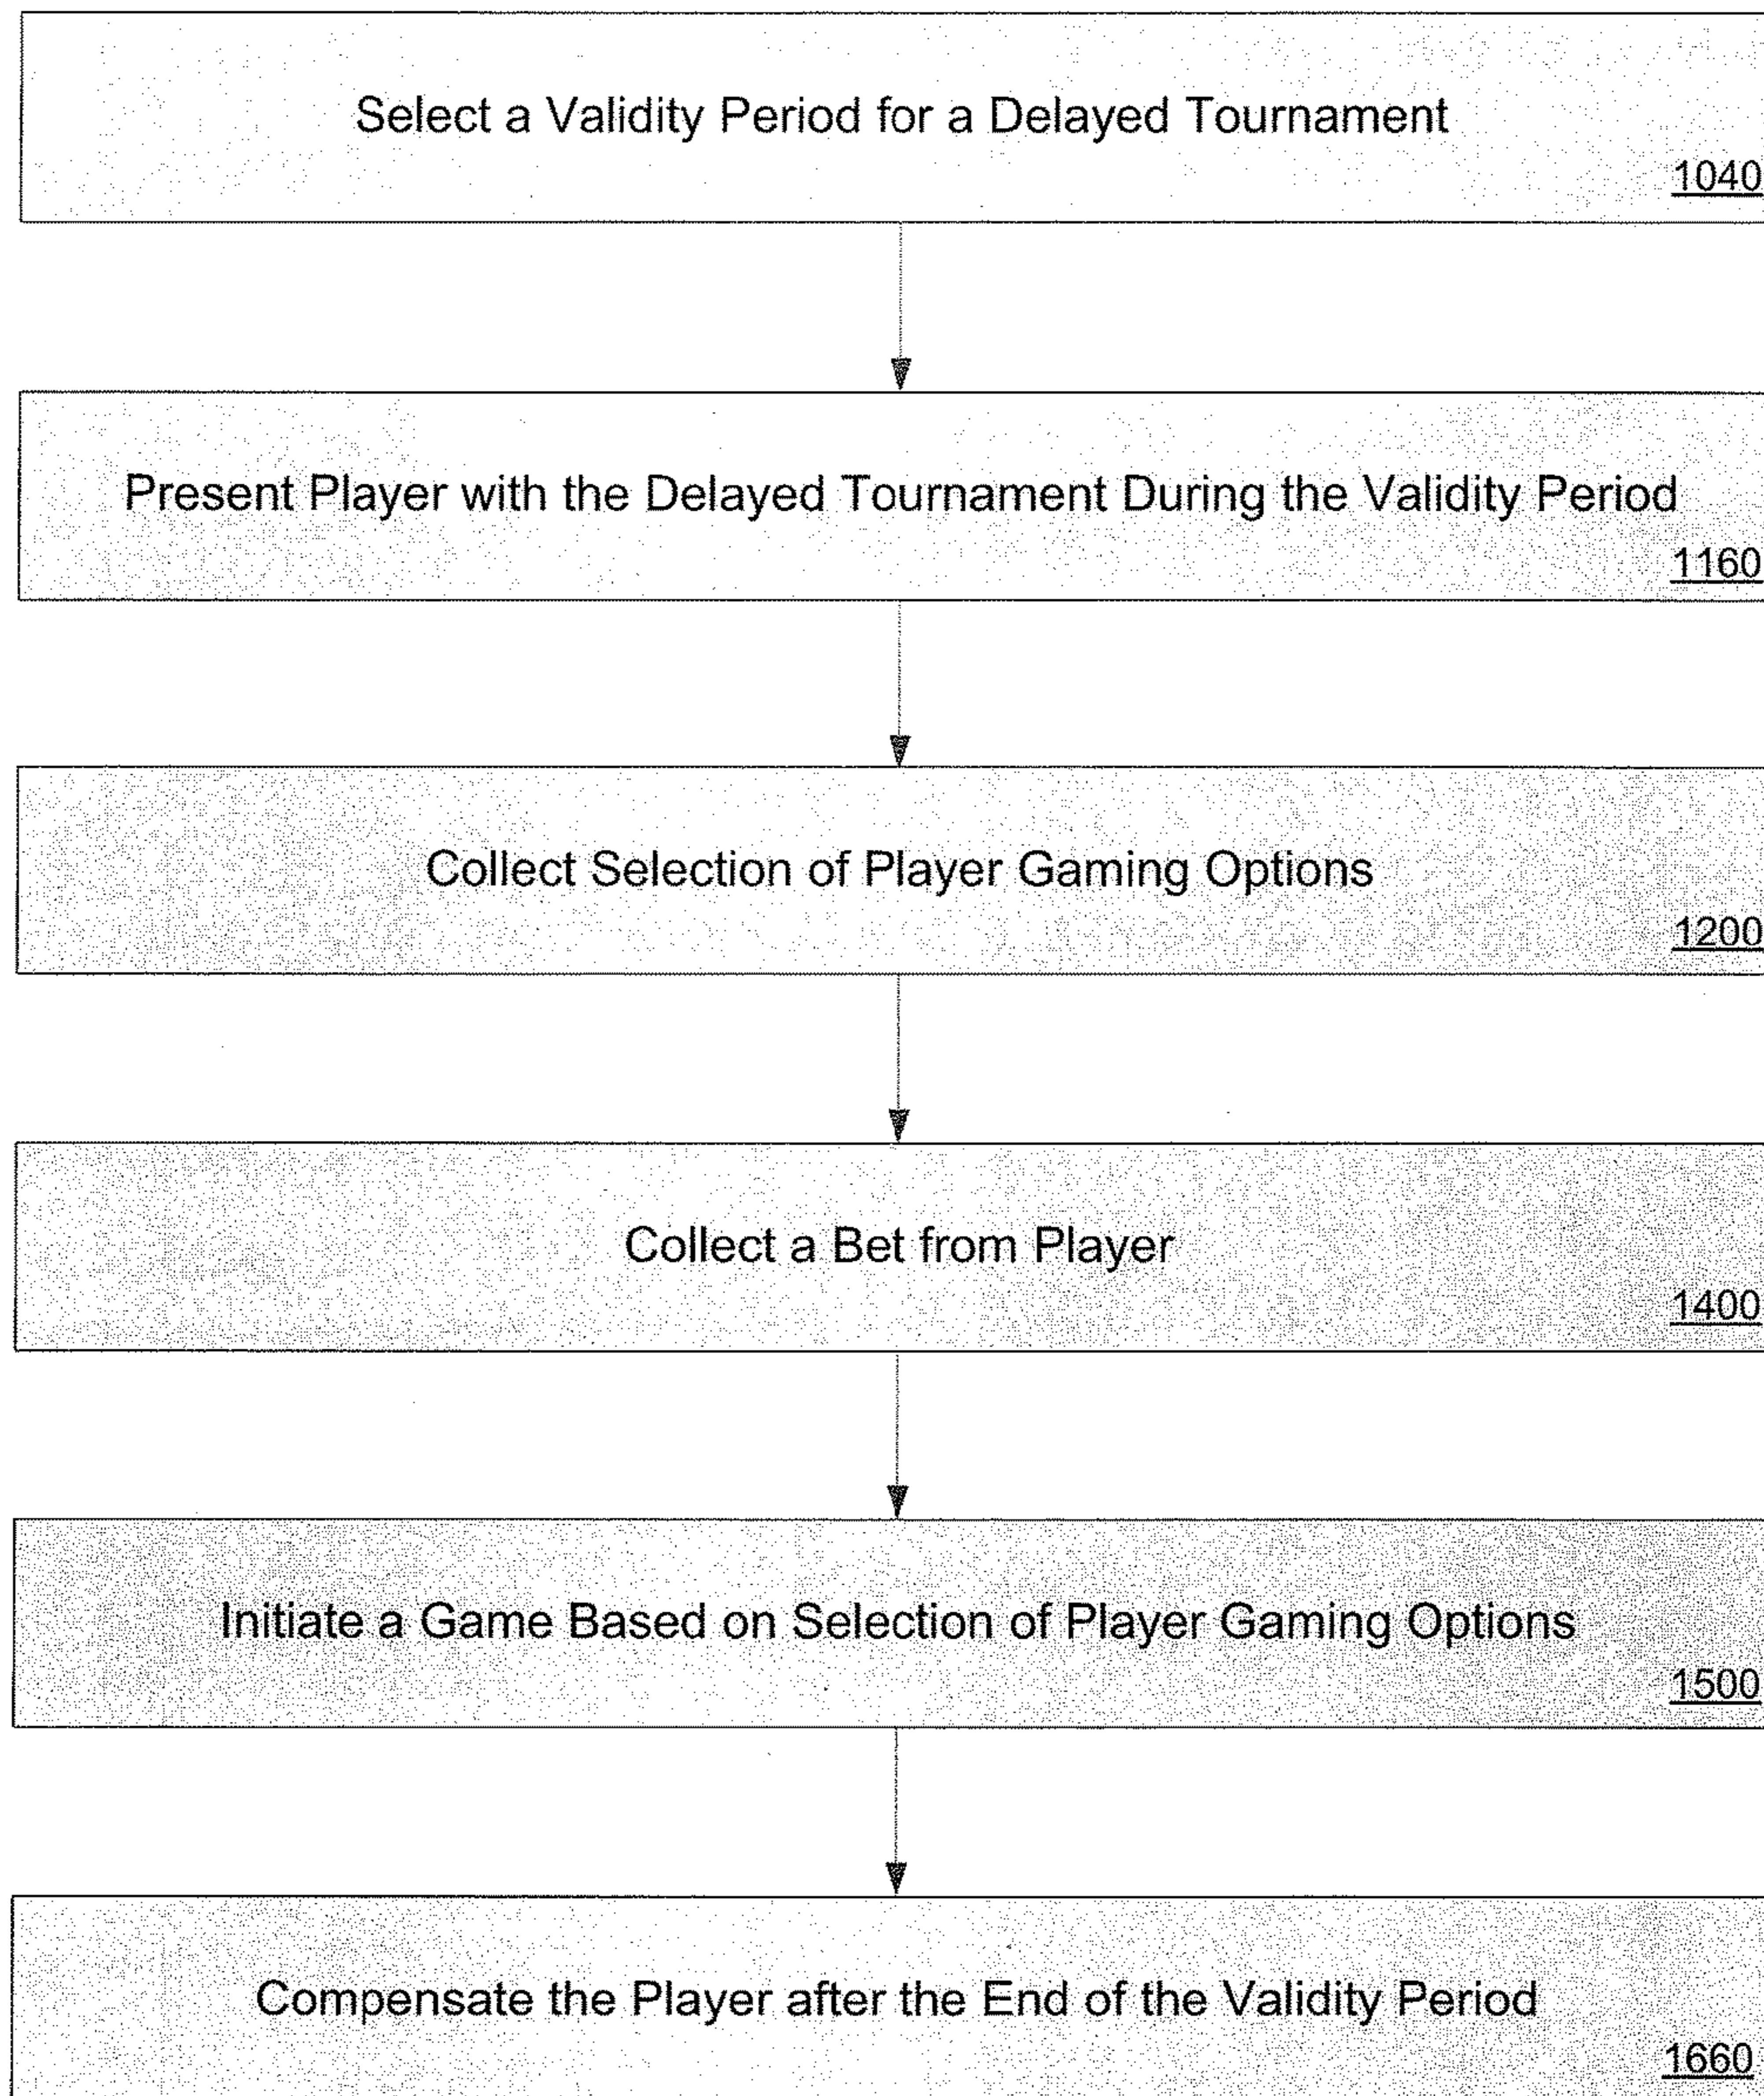 Select a Validity Period for a Delayed Tournament
1040
Present Player with the Delayed Tournament During the Validity Period
1160
Collect Selection of Player Gaming Options
1200
Collect a Bet from Player
1400
Initiate a Game Based on Selection of Player Gaming Options
1500
Compensate the Player after the End of the Validity Period
1660